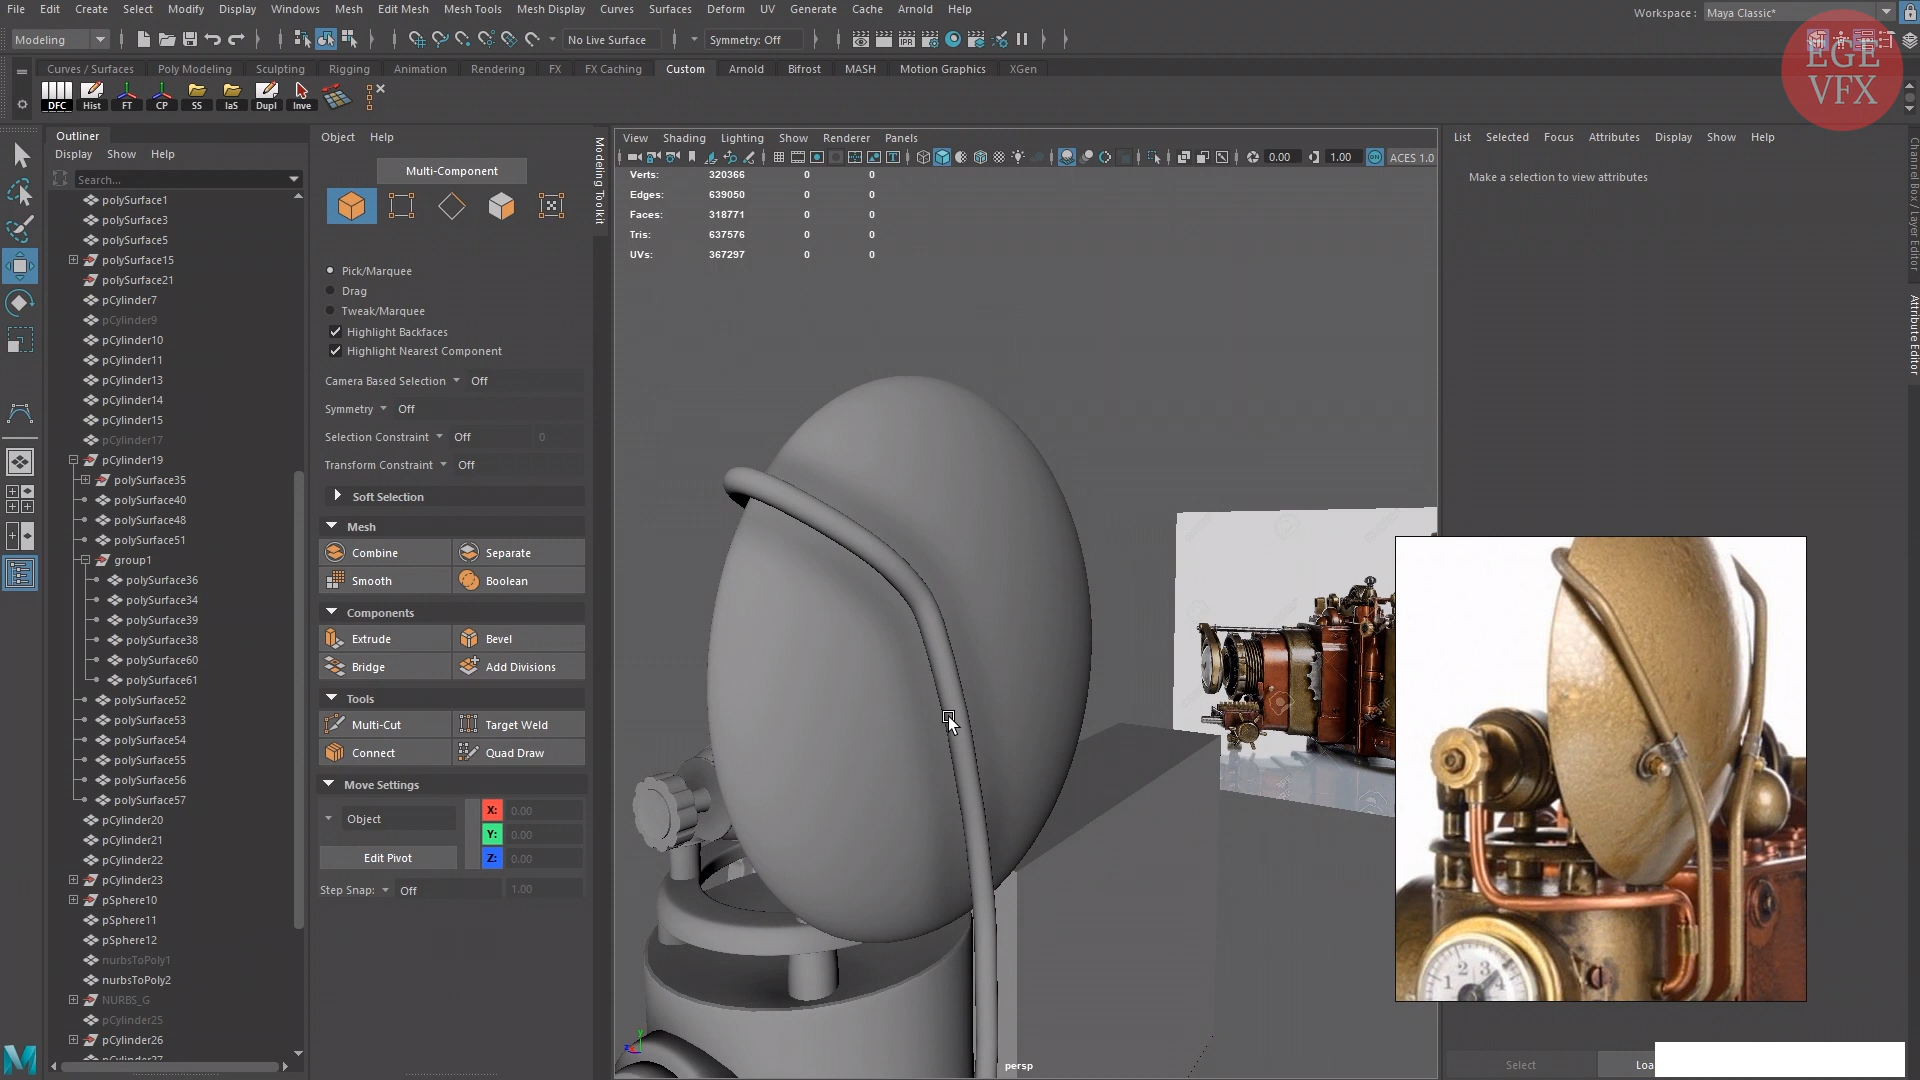 File Edit Create Select Modify Display Windows Mesh Edit Mesh Mesh Tools Mesh Display Curves Surfaces Deform UV Generate Cache Arnold Help
Workspace : Maya Classic*
Modeling No Live Surface Symmetry: Off
EGE
VFX
Curves / Surfaces Poly Modeling Sculpting Rigging Animation Rendering FX FX Caching Custom Arnold Bifrost MASH Motion Graphics XGen
DFC Hist FT CP SS IaS Dupl Inve
Outliner
Display Show Help
Search...
polySurface1
polySurface3
polySurface5
polySurface15
polySurface21
pCylinder7
pCylinder9
pCylinder10
pCylinder11
pCylinder13
pCylinder14
pCylinder15
pCylinder17
pCylinder19
polySurface35
polySurface40
polySurface48
polySurface51
group1
polySurface36
polySurface34
polySurface39
polySurface38
polySurface60
polySurface61
polySurface52
polySurface53
polySurface54
polySurface55
polySurface56
polySurface57
pCylinder20
pCylinder21
pCylinder22
pCylinder23
pSphere10
pSphere11
pSphere12
nurbsToPoly1
nurbsToPoly2
NURBS_G
pCylinder25
pCylinder26
pCylinder27
Object Help
Multi-Component
Pick/Marquee
Drag
Tweak/Marquee
Highlight Backfaces
Highlight Nearest Component
Camera Based Selection Off
Symmetry Off
Selection Constraint Off 0
Transform Constraint Off
Soft Selection
Mesh
Combine Separate
Smooth Boolean
Components
Extrude Bevel
Bridge Add Divisions
Tools
Multi-Cut Target Weld
Connect Quad Draw
Move Settings
Object X: 0.00
Y: 0.00
Edit Pivot Z: 0.00
Step Snap: Off 1.00
Modeling Toolkit
View Shading Lighting Show Renderer Panels
0.00 1.00 ACES 1.0
Verts: 320366 0 0
Edges: 639050 0 0
Faces: 318771 0 0
Tris: 637576 0 0
UVs: 367297 0 0
persp
List Selected Focus Attributes Display Show Help
Make a selection to view attributes
Channel Box / Layer Editor
Attribute Editor
1 2 3 4
Select Loa